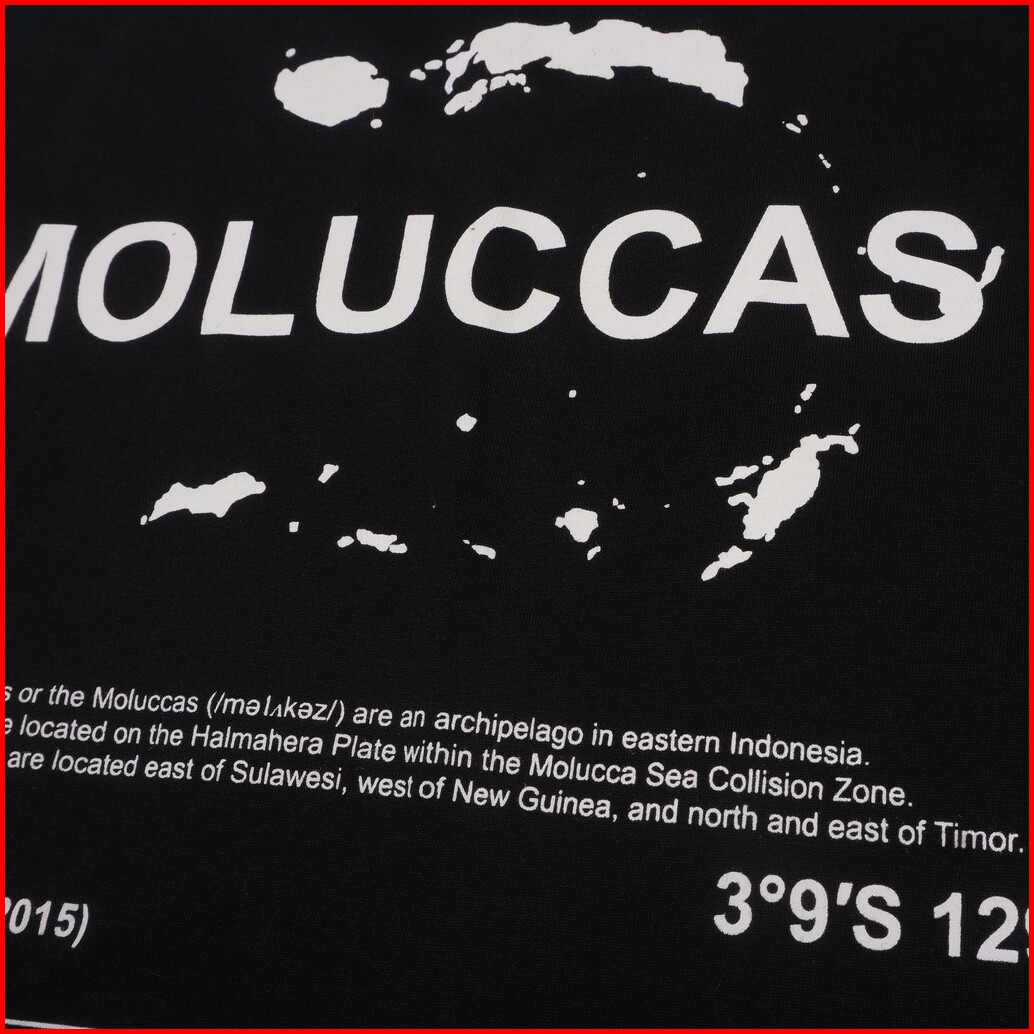 MOLUCCAS
s or the Moluccas (/məlʌkəz/) are an archipelago in eastern Indonesia.
e located on the Halmahera Plate within the Molucca Sea Collision Zone.
are located east of Sulawesi, west of New Guinea, and north and east of Timor.
2015)
3°9'S 12